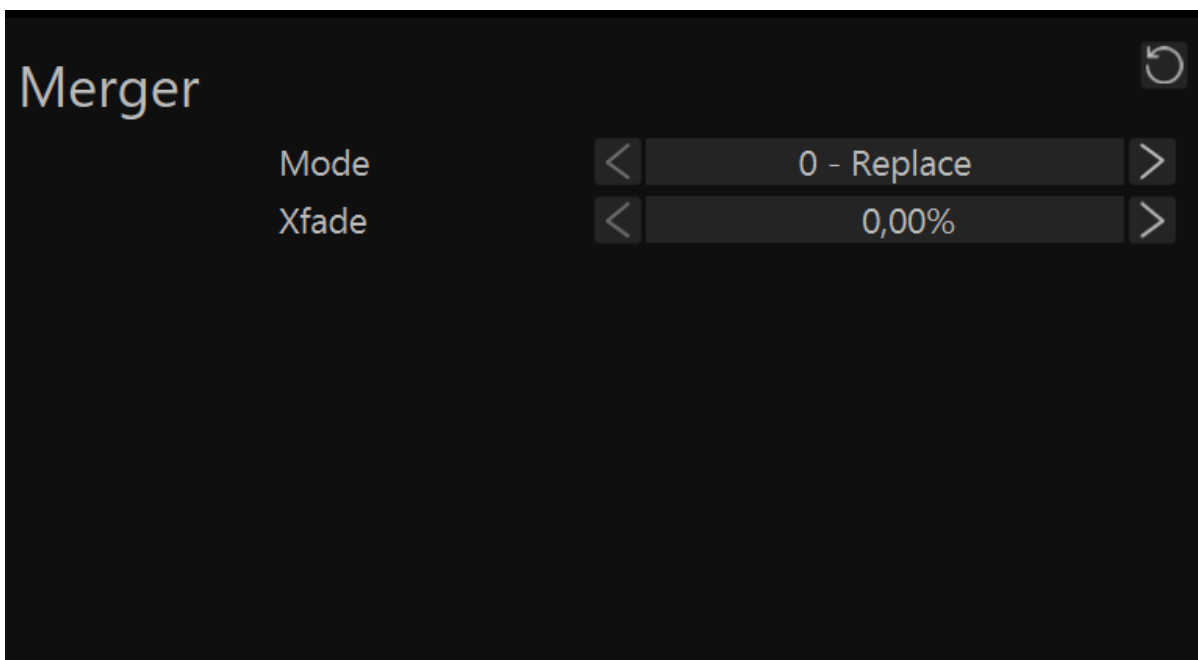 Merger
Mode < 0 - Replace >
Xfade < 0,00% >